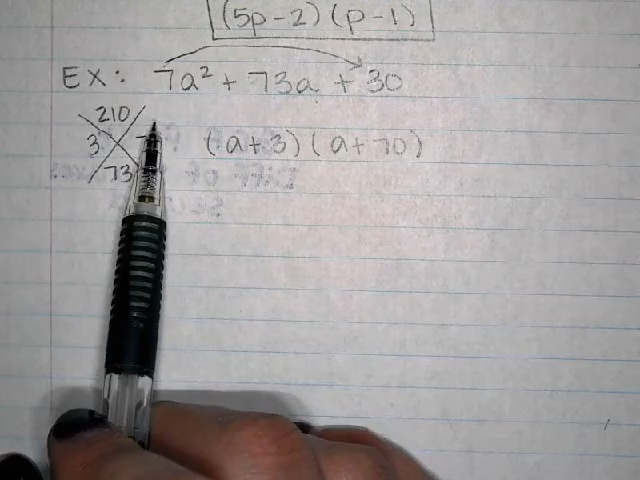 (5p-2)(p-1)
EX: 7a² + 73a + 30
210
3
(a+3)(a+70)
73